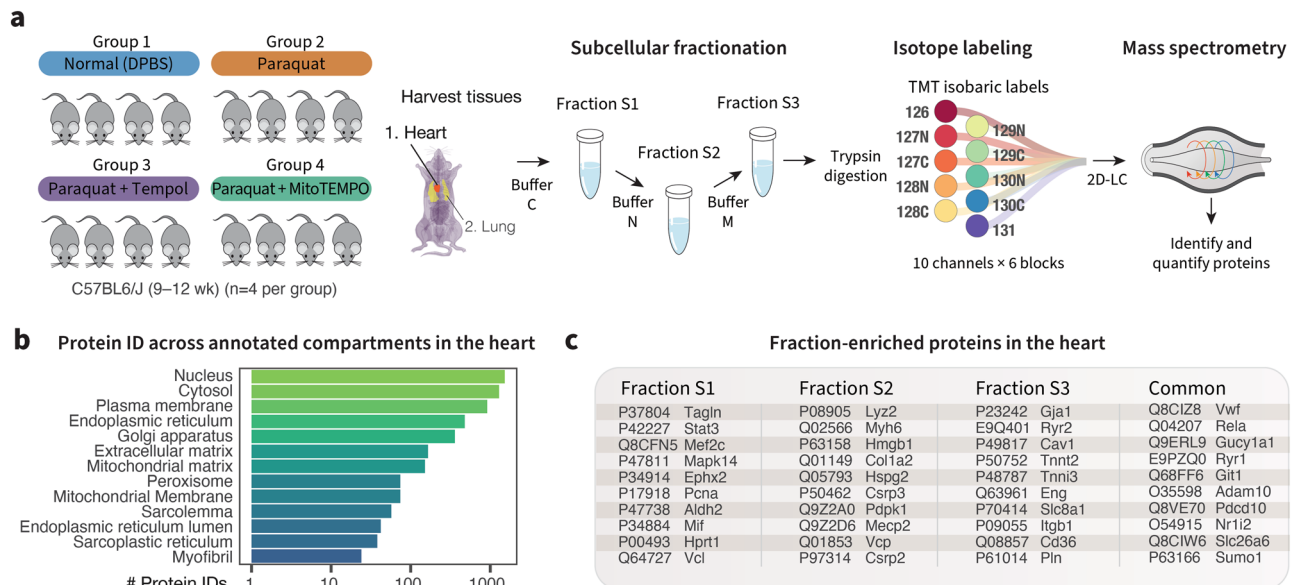 a
Group 1
Normal (DPBS)
Group 2
Paraquat
Group 3
Paraquat + Tempol
Group 4
Paraquat + MitoTEMPO
C57BL6/J (9–12 wk) (n=4 per group)
Harvest tissues
1. Heart
2. Lung
Subcellular fractionation
Buffer
C
Fraction S1
Buffer
N
Fraction S2
Buffer
M
Fraction S3
Trypsin
digestion
Isotope labeling
TMT isobaric labels
126
127N
127C
128N
128C
129N
129C
130N
130C
131
10 channels × 6 blocks
2D-LC
Mass spectrometry
Identify and
quantify proteins
b
Protein ID across annotated compartments in the heart
Nucleus
Cytosol
Plasma membrane
Endoplasmic reticulum
Golgi apparatus
Extracellular matrix
Mitochondrial matrix
Peroxisome
Mitochondrial Membrane
Sarcolemma
Endoplasmic reticulum lumen
Sarcoplasmic reticulum
Myofibril
# Protein IDs 1 10 100 1000
c
Fraction-enriched proteins in the heart
Fraction S1 Fraction S2 Fraction S3 Common
P37804 Tagln P08905 Lyz2 P23242 Gja1 Q8CIZ8 Vwf
P42227 Stat3 Q02566 Myh6 E9Q401 Ryr2 Q04207 Rela
Q8CFN5 Mef2c P63158 Hmgb1 P49817 Cav1 Q9ERL9 Gucy1a1
P47811 Mapk14 Q01149 Col1a2 P50752 Tnnt2 E9PZQ0 Ryr1
P34914 Ephx2 Q05793 Hspg2 P48787 Tnni3 Q68FF6 Git1
P17918 Pcna P50462 Csrp3 Q63961 Eng O35598 Adam10
P47738 Aldh2 Q9Z2A0 Pdpk1 P70414 Slc8a1 Q8VE70 Pdcd10
P34884 Mif Q9Z2D6 Mecp2 P09055 Itgb1 O54915 Nr1i2
P00493 Hprt1 Q01853 Vcp Q08857 Cd36 Q8CIW6 Slc26a6
Q64727 Vcl P97314 Csrp2 P61014 Pln P63166 Sumo1